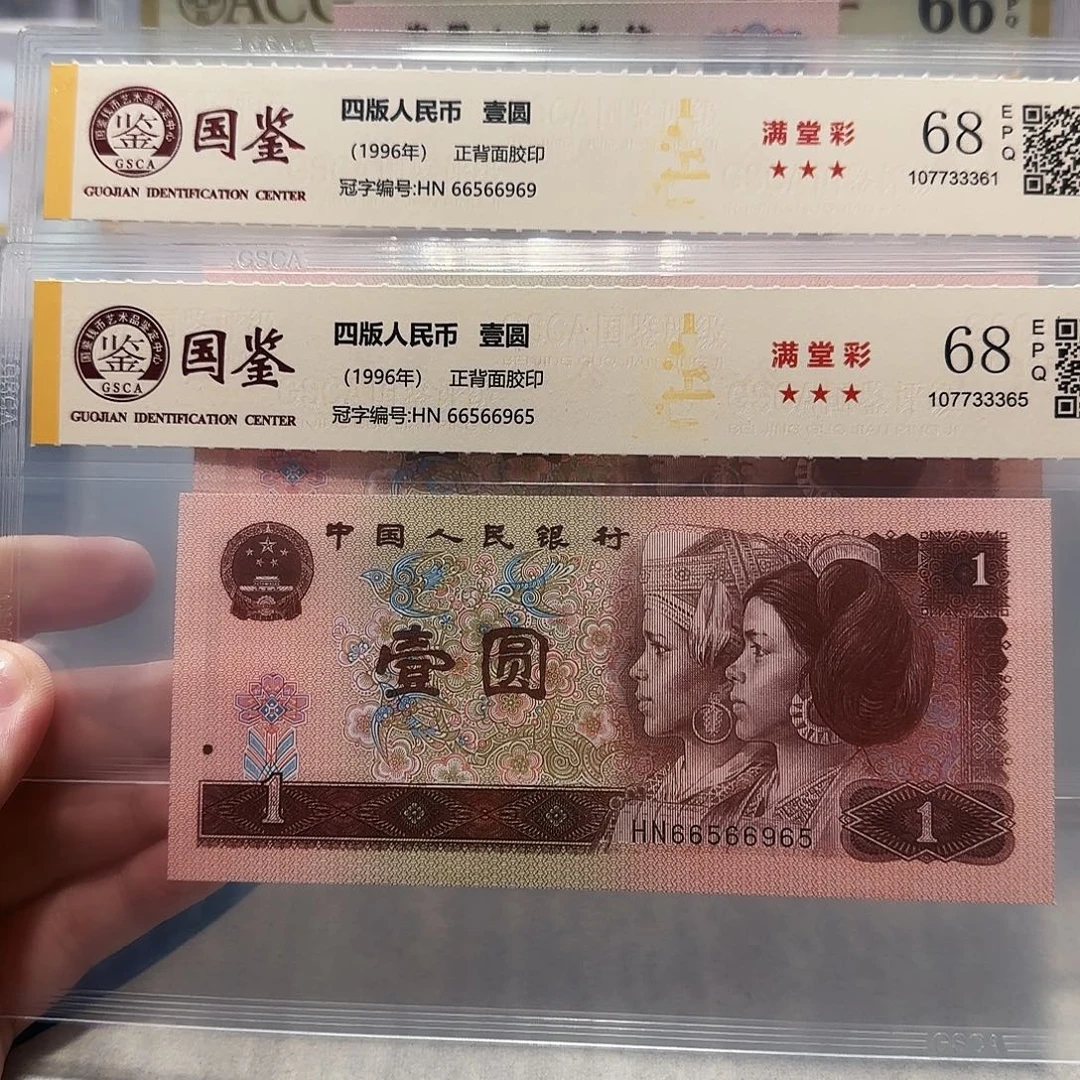 ACC
66
国鉴
GSCA
GUOJIAN IDENTIFICATION CENTER
四版人民币 壹圆
(1996年) 正背面胶印
冠字编号:HN 66566969
满堂彩
★★★
68
EPQ
107733361
GSCA
国鉴
GSCA
GUOJIAN IDENTIFICATION CENTER
四版人民币 壹圆
(1996年) 正背面胶印
冠字编号:HN 66566965
满堂彩
★★★
68
EPQ
107733365
中国人民银行
1
壹圆
1
HN66566965
1
GSCA